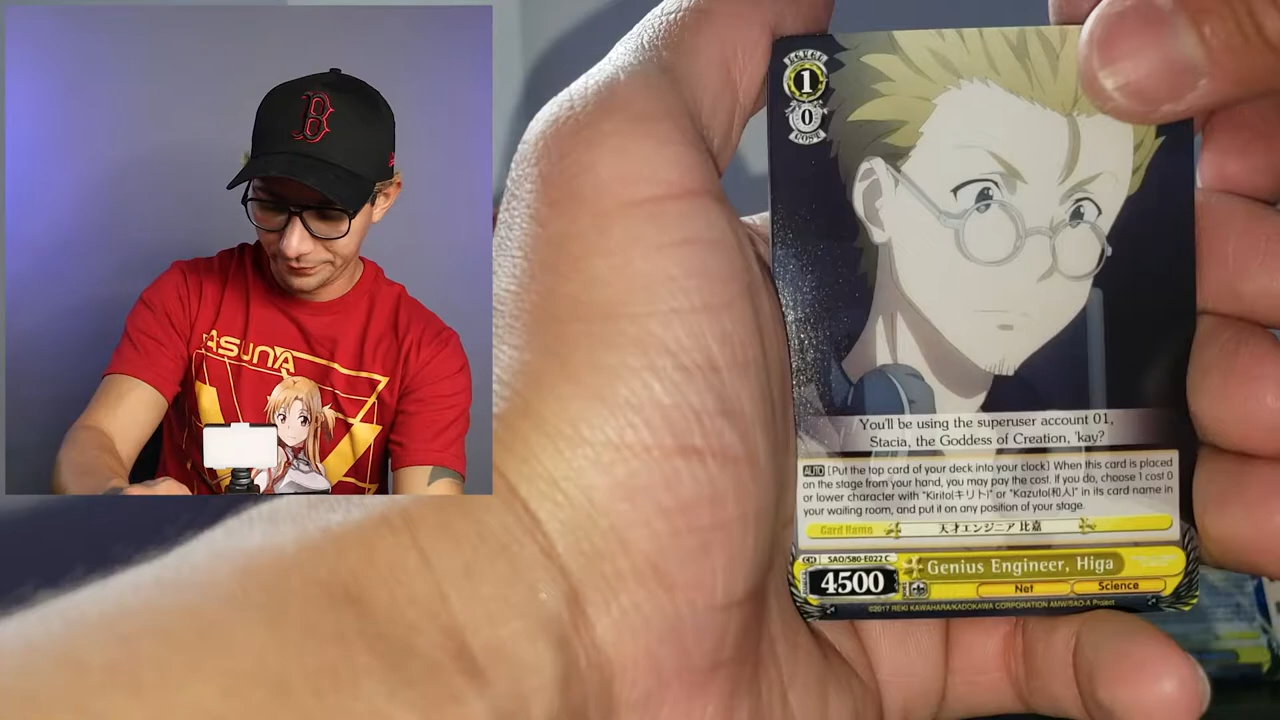 B
ASUNA
LEVEL
1
0
COST
You'll be using the superuser account 01,
Stacia, the Goddess of Creation, 'kay?
AUTO [Put the top card of your deck into your clock] When this card is placed
on the stage from your hand, you may pay the cost. If you do, choose 1 cost 0
or lower character with "Kirito(キリト)" or "Kazuto(和人)" in its card name in
your waiting room, and put it on any position of your stage.
Card Name 天才エンジニア 比嘉
CH SAO/S80-E022 C
Genius Engineer, Higa
4500
Net Science
©2017 REKI KAWAHARA/KADOKAWA CORPORATION AMW/SAO-A Project